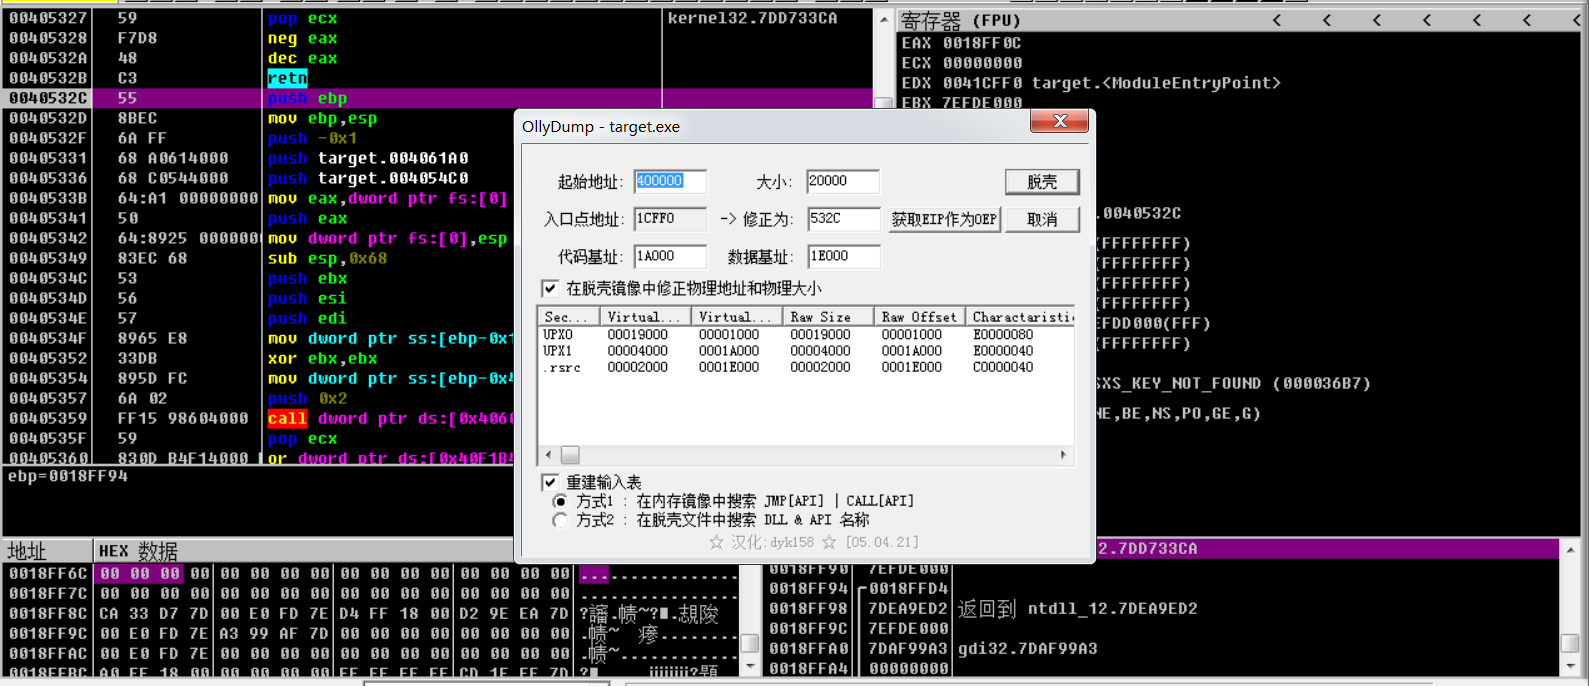 00405327 59 pop ecx kernel32.7DD733CA
00405328 F7D8 neg eax
0040532A 48 dec eax
0040532B C3 retn
0040532C 55 push ebp
0040532D 8BEC mov ebp,esp
0040532F 6A FF push -0x1
00405331 68 A0614000 push target.004061A0
00405336 68 C0544000 push target.004054C0
0040533B 64:A1 00000000 mov eax,dword ptr fs:[0]
00405341 50 push eax
00405342 64:8925 0000000 mov dword ptr fs:[0],esp
00405349 83EC 68 sub esp,0x68
0040534C 53 push ebx
0040534D 56 push esi
0040534E 57 push edi
0040534F 8965 E8 mov dword ptr ss:[ebp-0x1
00405352 33DB xor ebx,ebx
00405354 895D FC mov dword ptr ss:[ebp-0x4
00405357 6A 02 push 0x2
00405359 FF15 98604000 call dword ptr ds:[0x4060
0040535F 59 pop ecx
00405360 830D B4F14000 or dword ptr ds:[0x40F1B4
ebp=0018FF94
寄存器 (FPU) < < < < < < <
EAX 0018FF0C
ECX 00000000
EDX 0041CFF0 target.<ModuleEntryPoint>
EBX 7EFDE000
.0040532C
(FFFFFFFF)
(FFFFFFFF)
(FFFFFFFF)
(FFFFFFFF)
EFDD000(FFF)
(FFFFFFFF)
SXS_KEY_NOT_FOUND (000036B7)
NE,BE,NS,PO,GE,G)
OllyDump - target.exe
起始地址: 400000 大小: 20000 脱壳
入口点地址: 1CFF0 -> 修正为: 532C 获取EIP作为OEP 取消
代码基址: 1A000 数据基址: 1E000
在脱壳镜像中修正物理地址和物理大小
Sec... Virtual... Virtual... Raw Size Raw Offset Charactaristi
UPX0 00019000 00001000 00019000 00001000 E0000080
UPX1 00004000 0001A000 00004000 0001A000 E0000040
.rsrc 00002000 0001E000 00002000 0001E000 C0000040
重建输入表
方式1 : 在内存镜像中搜索 JMP[API] | CALL[API]
方式2 : 在脱壳文件中搜索 DLL & API 名称
☆ 汉化:dyk158 ☆ [05.04.21]
地址 HEX 数据
0018FF6C 00 00 00 00 00 00 00 00 00 00 00 00 00 00 00 00 ................
0018FF7C 00 00 00 00 00 00 00 00 00 00 00 00 00 00 00 00 ................
0018FF8C CA 33 D7 7D 00 E0 FD 7E D4 FF 18 00 D2 9E EA 7D
0018FF9C 00 E0 FD 7E A3 99 AF 7D 00 00 00 00 00 00 00 00
0018FFAC 00 E0 FD 7E 00 00 00 00 00 00 00 00 00 00 00 00
0018FFBC A0 FF 18 00 00 00 00 00 FF FF FF FF CD 1E FF 7D
2.7DD733CA
0018FF90 7EFDE000
0018FF94 0018FFD4
0018FF98 7DEA9ED2 返回到 ntdll_12.7DEA9ED2
0018FF9C 7EFDE000
0018FFA0 7DAF99A3 gdi32.7DAF99A3
0018FFA4 00000000